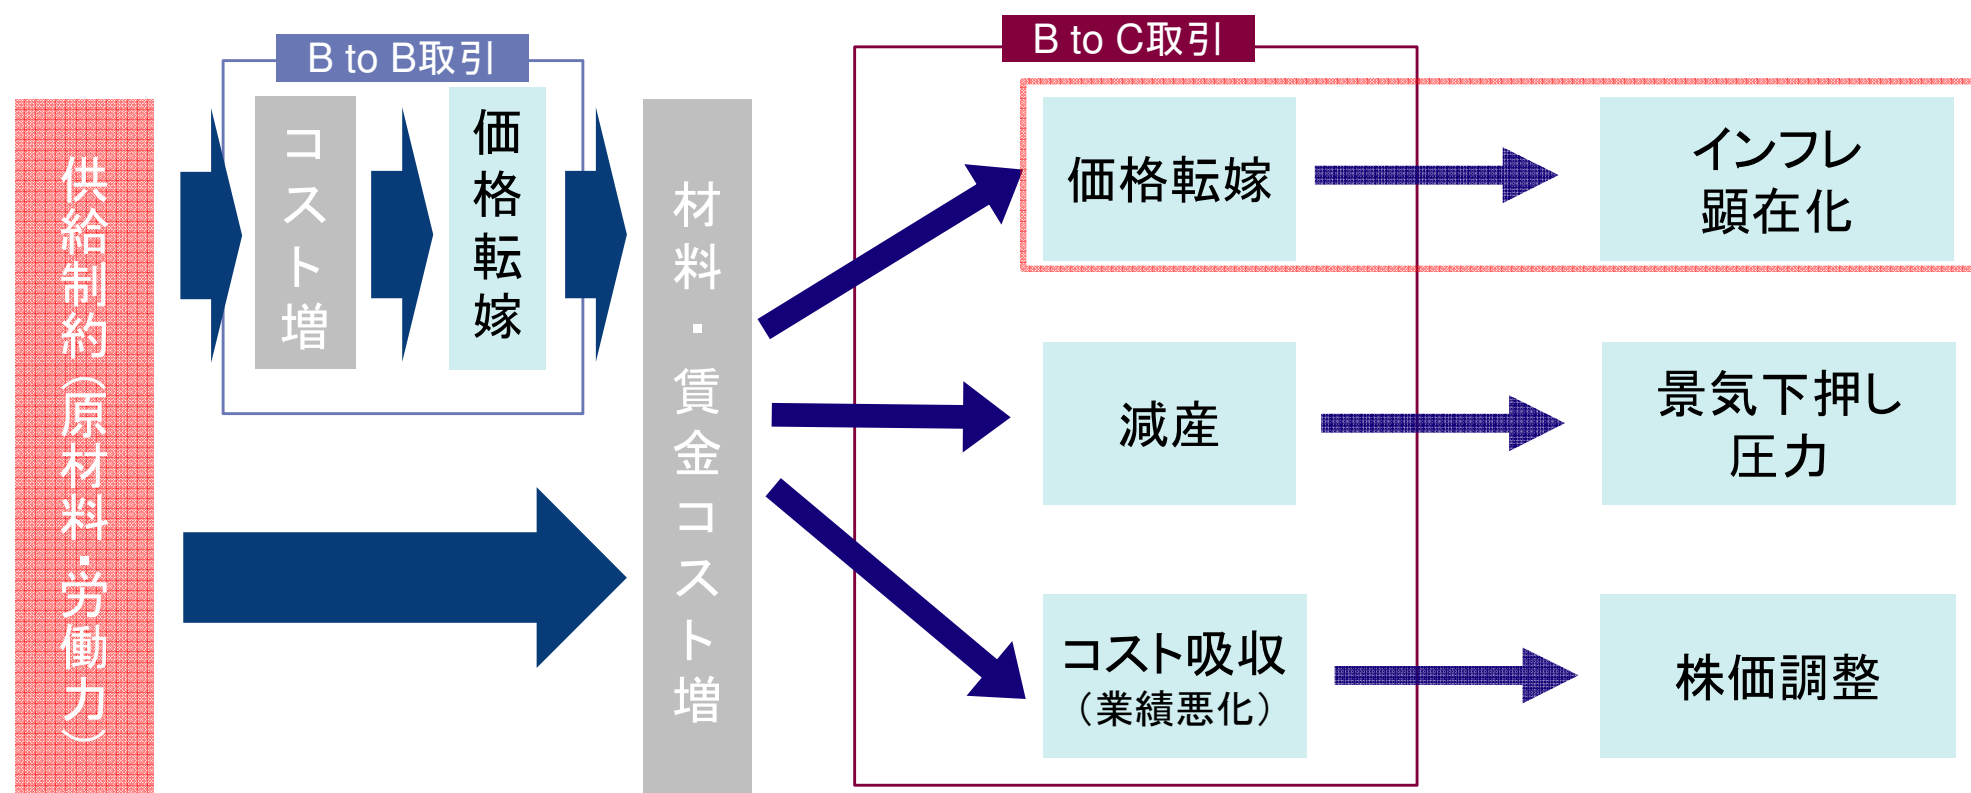 B to B取引
B to C取引
供給制約（原材料・労働力）
コスト増
価格転嫁
材料・賃金コスト増
価格転嫁
インフレ
顕在化
減産
景気下押し
圧力
コスト吸収
（業績悪化）
株価調整